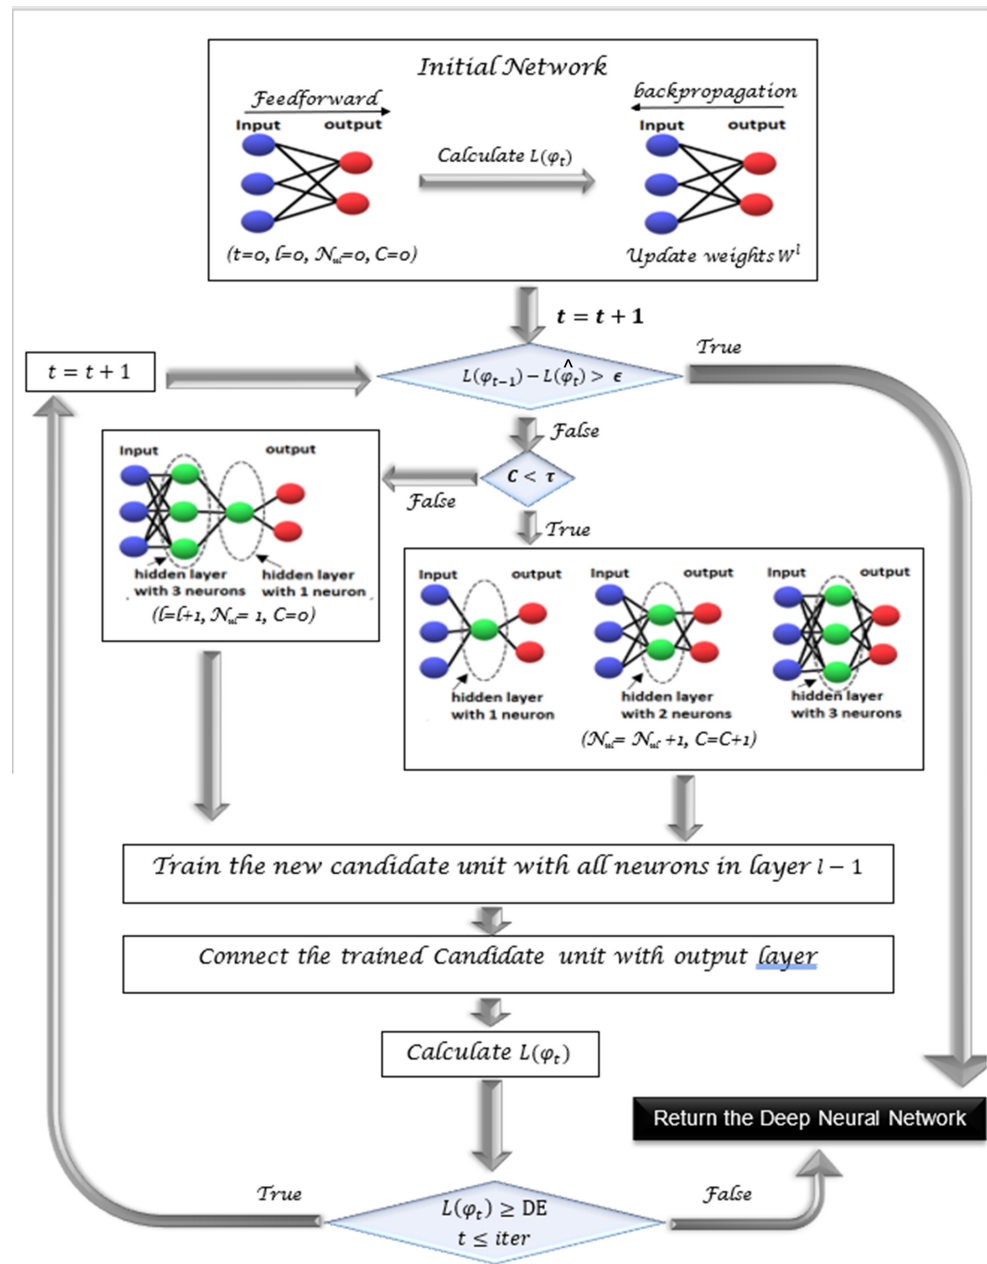 Initial Network
Feedforward
backpropagation
Input output
Input output
Calculate L(φₜ)
(t=0, l=0, Nᵤₗ=0, C=0)
Update weights Wˡ
t = t + 1
True
t = t + 1
L(φₜ₋₁) − L(φ̂ₜ) > ϵ
False
C < τ
False
True
Input output
hidden layer
with 3 neurons
hidden layer
with 1 neuron
(l=l+1, Nᵤₗ= 1, C=0)
Input output
hidden layer
with 1 neuron
Input output
hidden layer
with 2 neurons
Input output
hidden layer
with 3 neurons
(Nᵤₗ= Nᵤₗ +1, C=C+1)
Train the new candidate unit with all neurons in layer l − 1
Connect the trained Candidate unit with output layer
Calculate L(φₜ)
Return the Deep Neural Network
True
False
L(φₜ) ≥ DE
t ≤ iter